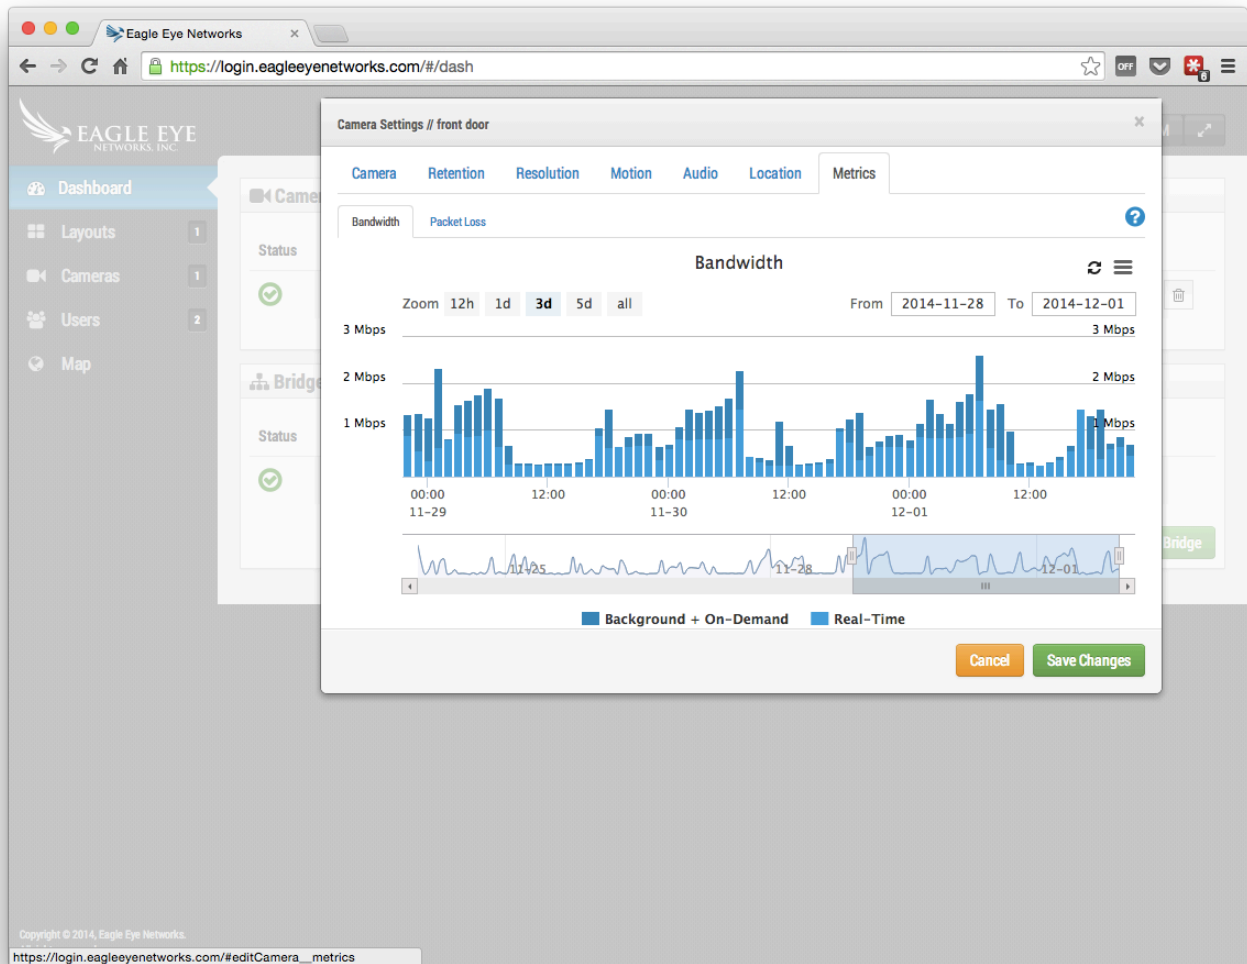 Eagle Eye Networks
https://login.eagleeyenetworks.com/#/dash
OFF
6
EAGLE EYE
NETWORKS, INC.
Camera Settings // front door
Camera Retention Resolution Motion Audio Location Metrics
Dashboard
Layouts 1
Cameras 1
Users 2
Map
Status
Status
Bridge
Bandwidth Packet Loss
?
Bandwidth
Zoom 12h 1d 3d 5d all From 2014-11-28 To 2014-12-01
3 Mbps 3 Mbps
2 Mbps 2 Mbps
1 Mbps 1 Mbps
00:00 12:00 00:00 12:00 00:00 12:00
11-29 11-30 12-01
11-25 11-28 12-01
Bridge
Background + On-Demand Real-Time
Cancel Save Changes
Copyright © 2014, Eagle Eye Networks.
https://login.eagleeyenetworks.com/#editCamera__metrics